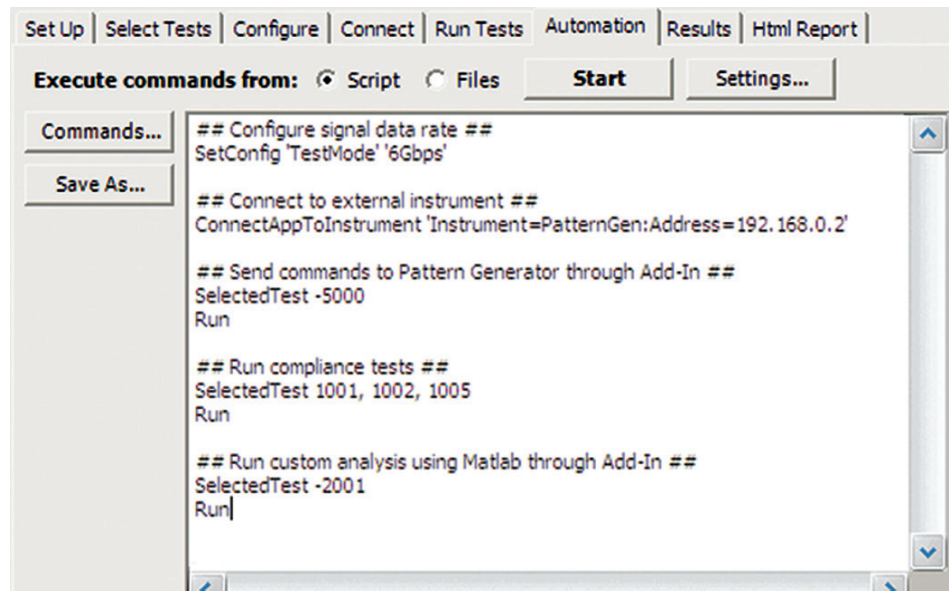 Set Up Select Tests Configure Connect Run Tests Automation Results Html Report
Execute commands from: Script Files Start Settings...
Commands...
Save As...
## Configure signal data rate ##
SetConfig 'TestMode' '6Gbps'
## Connect to external instrument ##
ConnectAppToInstrument 'Instrument=PatternGen:Address=192.168.0.2'
## Send commands to Pattern Generator through Add-In ##
SelectedTest -5000
Run
## Run compliance tests ##
SelectedTest 1001, 1002, 1005
Run
## Run custom analysis using Matlab through Add-In ##
SelectedTest -2001
Run